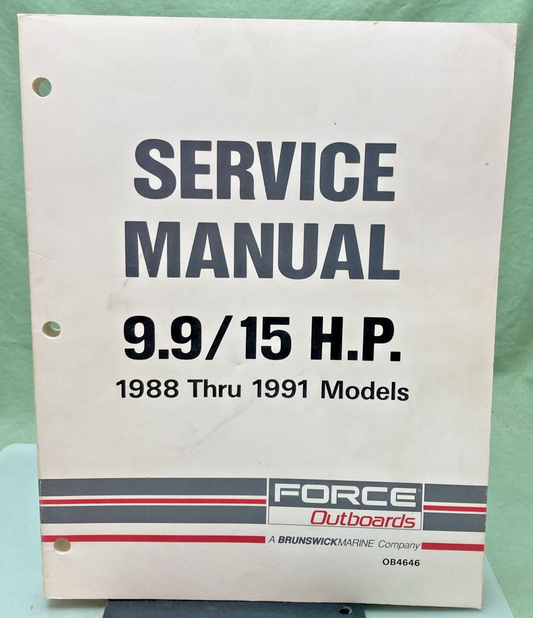 SERVICE
MANUAL
9.9/15 H.P.
1988 Thru 1991 Models
FORCE
Outboards
A BRUNSWICKMARINE Company
OB4646